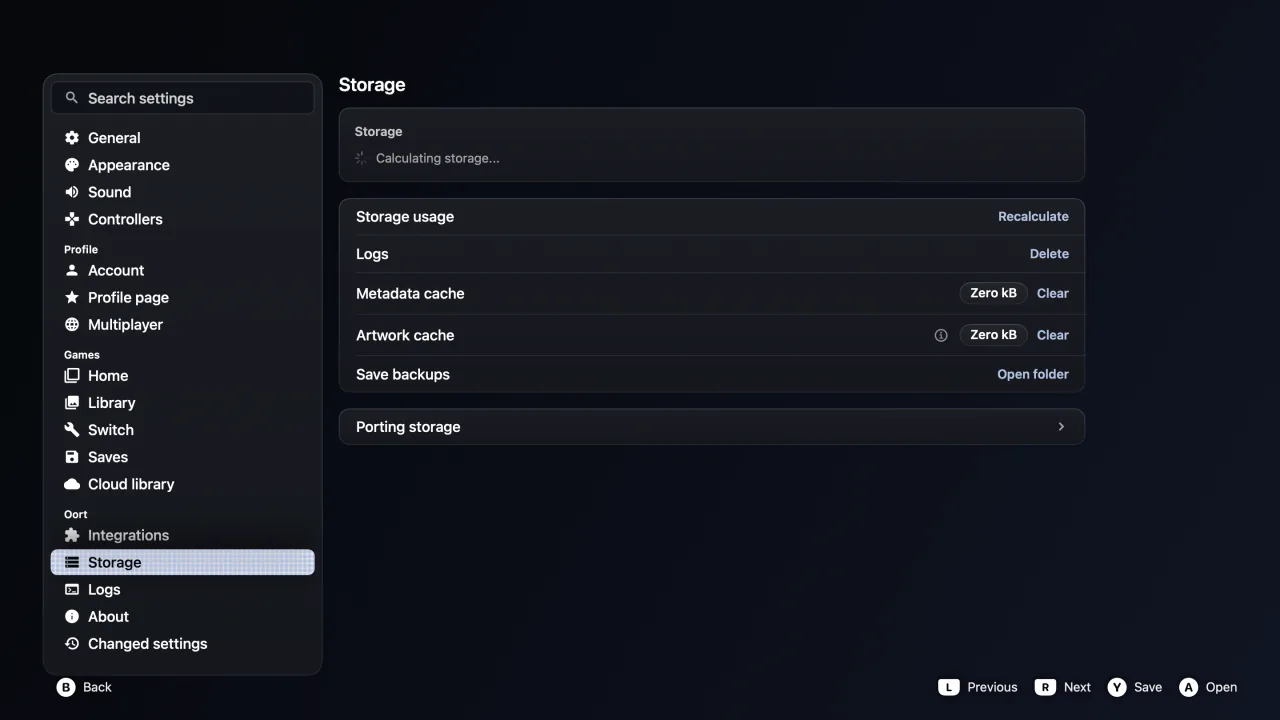 Search settings
General
Appearance
Sound
Controllers
Profile
Account
Profile page
Multiplayer
Games
Home
Library
Switch
Saves
Cloud library
Oort
Integrations
Storage
Logs
About
Changed settings
Storage
Storage
Calculating storage...
Storage usage Recalculate
Logs Delete
Metadata cache Zero kB Clear
Artwork cache Zero kB Clear
Save backups Open folder
Porting storage
B Back
L Previous R Next Y Save A Open